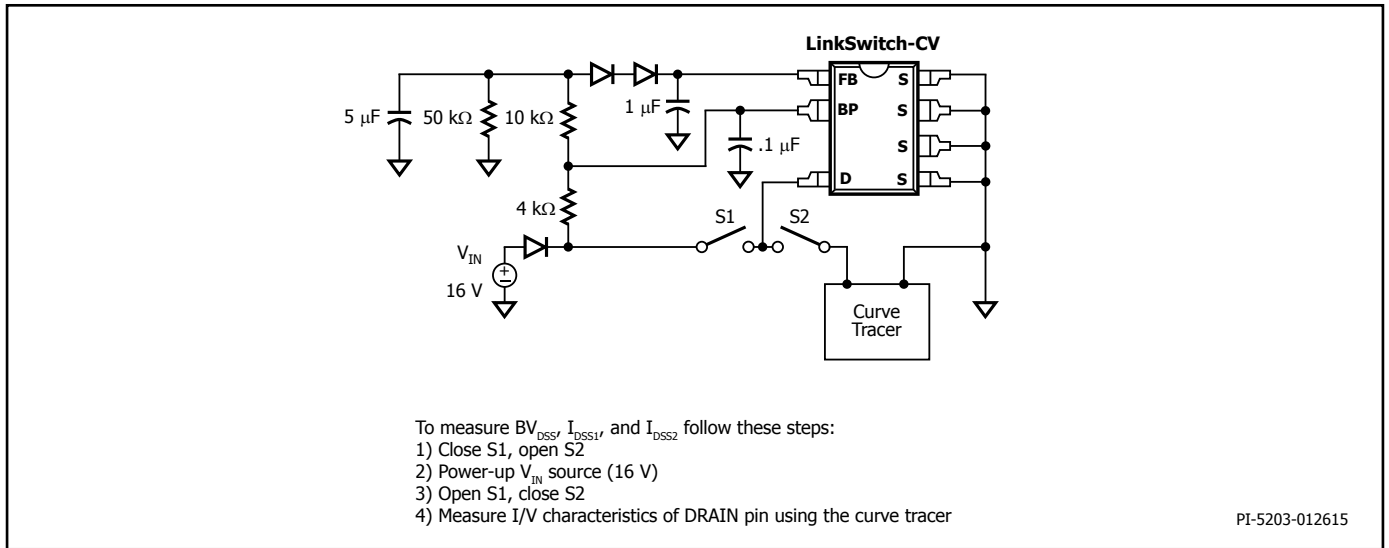 LinkSwitch-CV
FB S
5 μF 50 kΩ 10 kΩ 1 μF BP S
.1 μF S
D S
4 kΩ
S1 S2
V_IN
+
16 V
Curve
Tracer
To measure BV_DSS, I_DSS1, and I_DSS2 follow these steps:
1) Close S1, open S2
2) Power-up V_IN source (16 V)
3) Open S1, close S2
4) Measure I/V characteristics of DRAIN pin using the curve tracer
PI-5203-012615